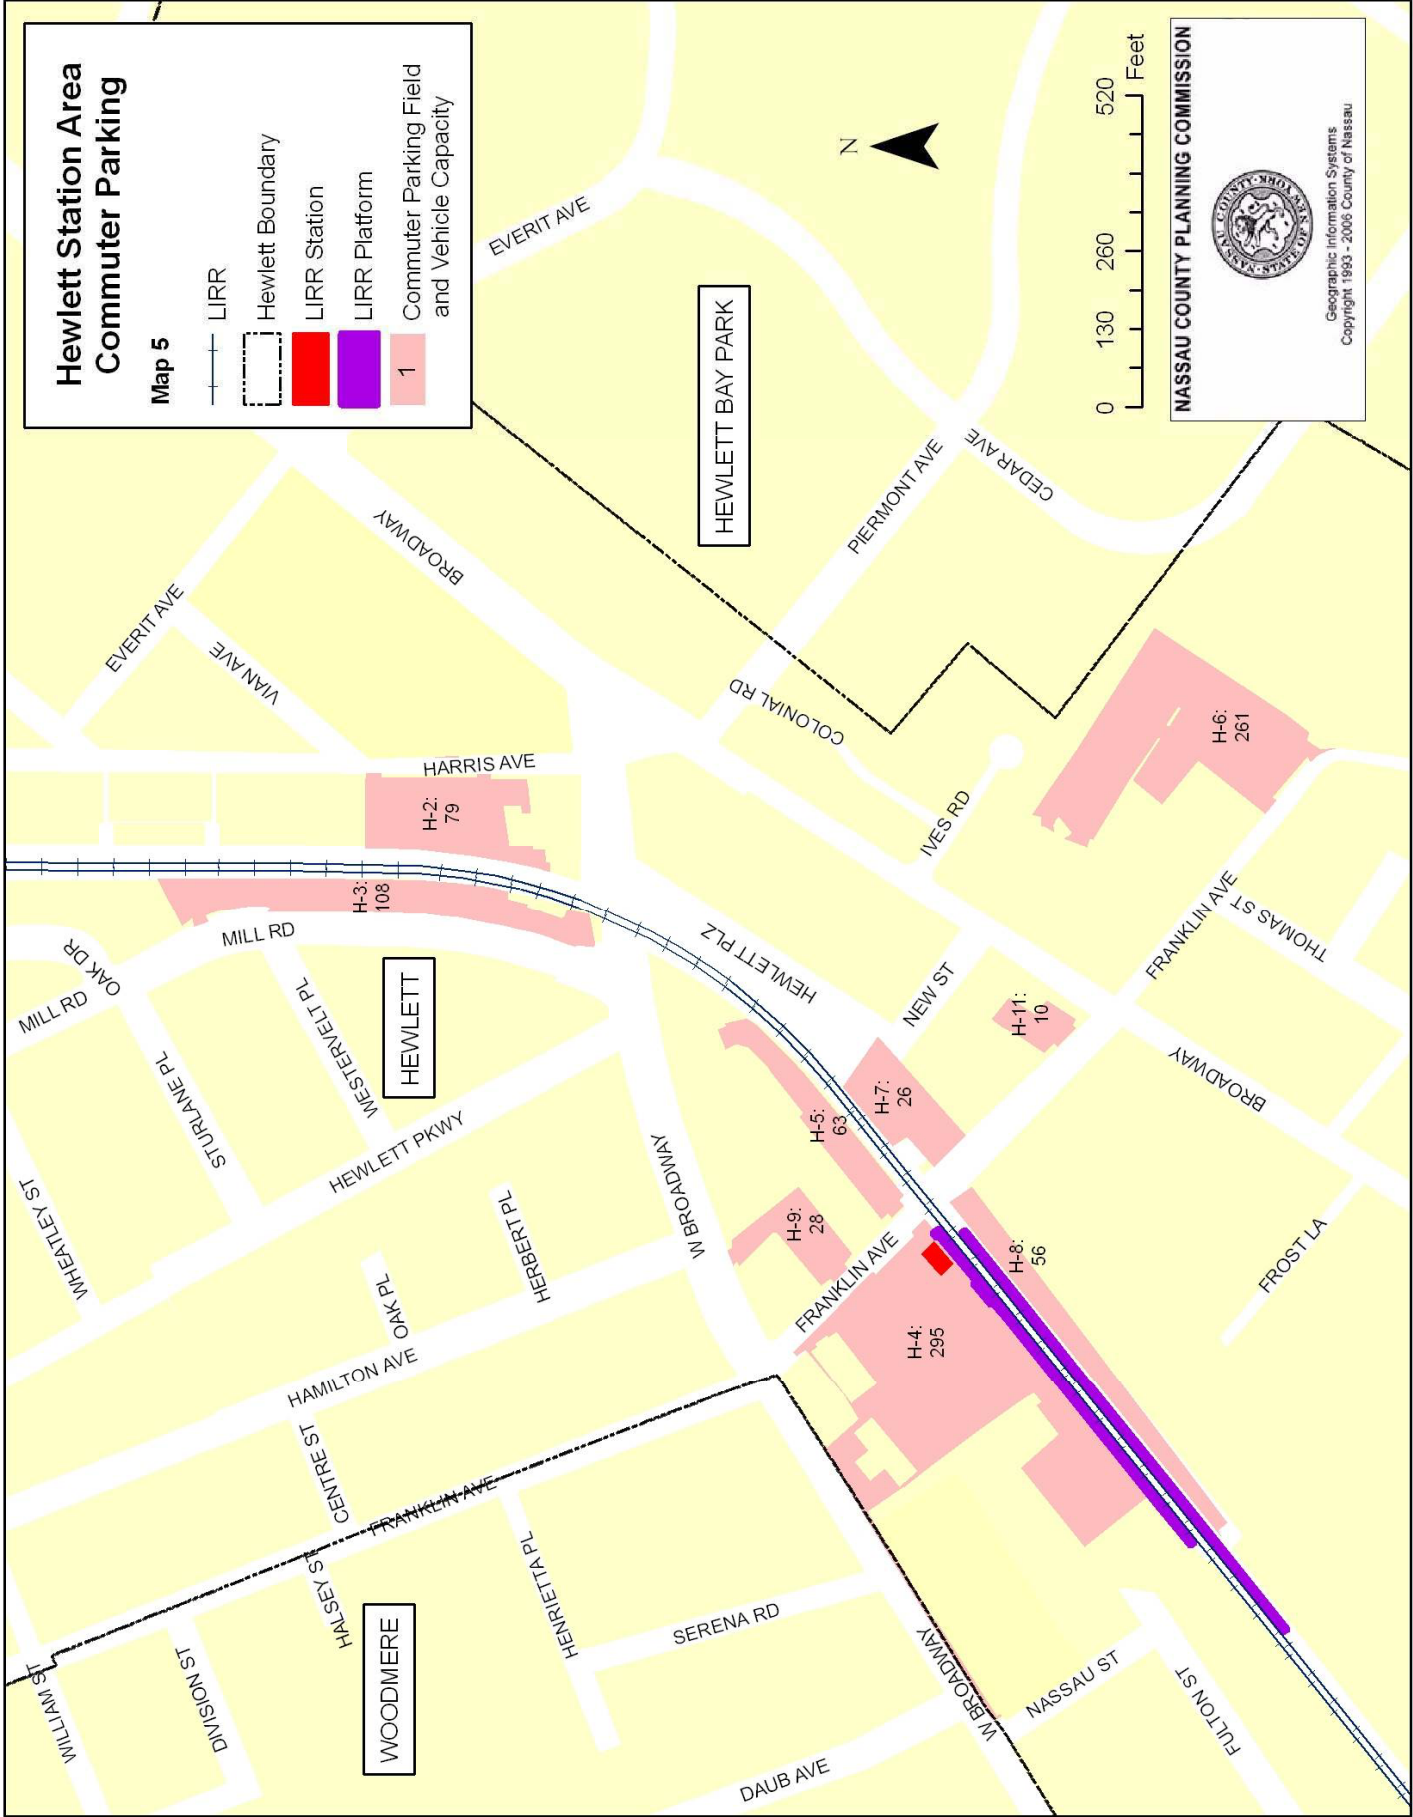 Hewlett Station Area
Commuter Parking
Map 5
LIRR
Hewlett Boundary
LIRR Station
LIRR Platform
1
Commuter Parking Field
and Vehicle Capacity
N
0
130
260
520
Feet
NASSAU COUNTY PLANNING COMMISSION
NASSAU COUNTY · STATE OF NEW YORK
Geographic Information Systems
Copyright 1993 - 2006 County of Nassau
WILLIAM ST
DIVISION ST
HALSEY ST
CENTRE ST
FRANKLIN AVE
HENRIETTA PL
SERENA RD
DAUB AVE
W BROADWAY
NASSAU ST
FULTON ST
WOODMERE
WHEATLEY ST
HAMILTON AVE
OAK PL
HERBERT PL
HEWLETT PKWY
STURLANE PL
WESTERVELT PL
MILL RD
OAK DR
MILL RD
HEWLETT
W BROADWAY
FRANKLIN AVE
H-9:
28
H-4:
295
H-5:
63
H-8:
56
H-7:
26
H-3:
108
H-2:
79
HARRIS AVE
VIAN AVE
EVERIT AVE
BROADWAY
EVERIT AVE
HEWLETT BAY PARK
PIERMONT AVE
CEDAR AVE
COLONIAL RD
IVES RD
HEWLETT PLZ
NEW ST
H-11:
10
H-6:
261
FRANKLIN AVE
THOMAS ST
BROADWAY
FROST LA